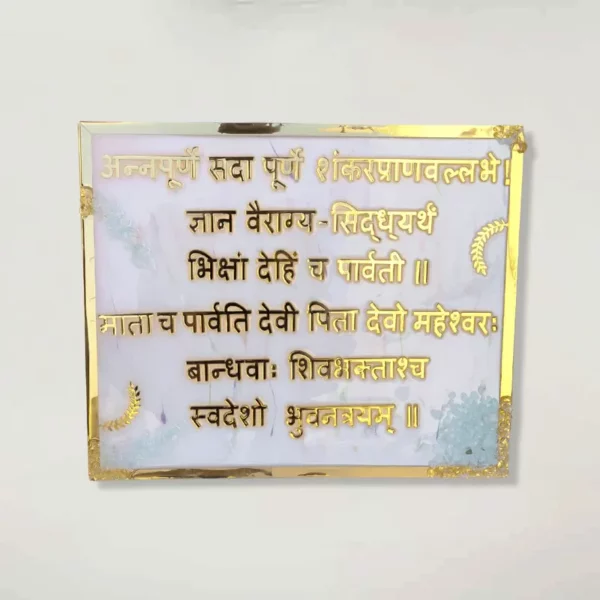 अन्नपूर्णे सदा पूर्णे शंकरप्राणवल्लभे!
ज्ञान वैराग्य-सिद्ध्यर्थं
भिक्षां देहिं च पार्वती ॥
माता च पार्वति देवी पिता देवो महेश्वरः
बान्धवाः शिवभक्ताश्च
स्वदेशो भुवनत्रयम् ॥